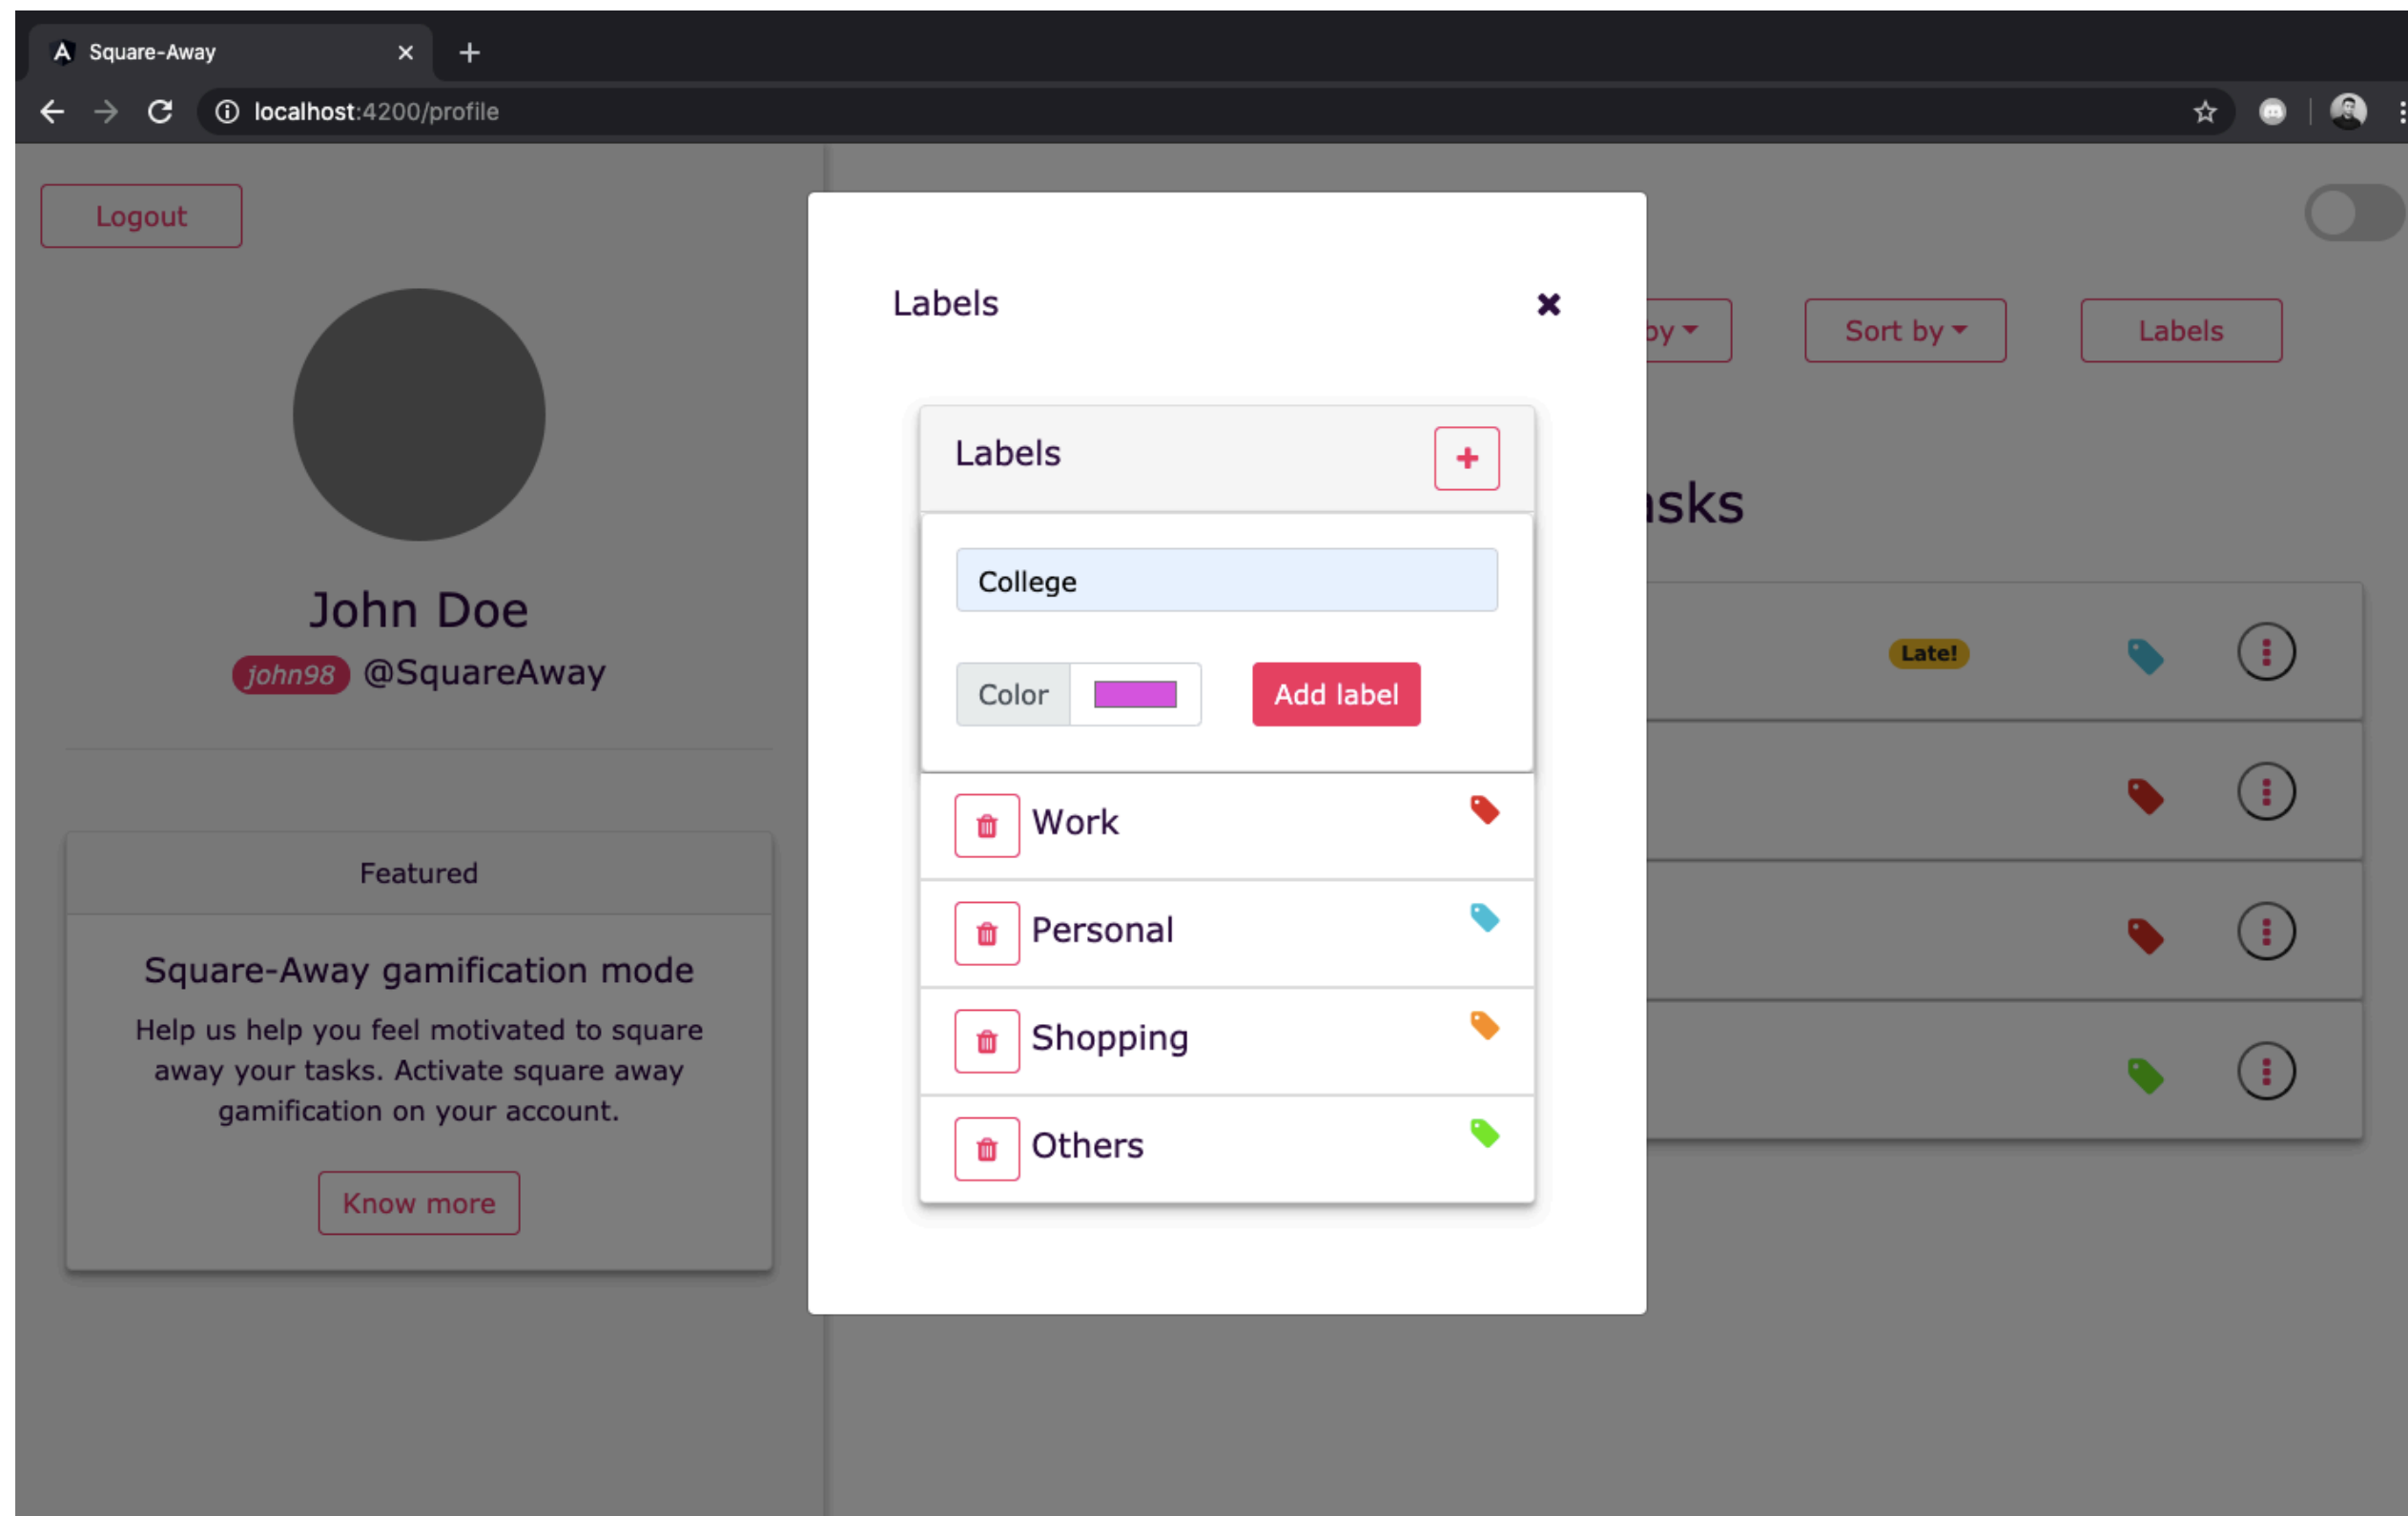 Square-Away
localhost:4200/profile
Logout
John Doe
john98 @SquareAway
Featured
Square-Away gamification mode
Help us help you feel motivated to square
away your tasks. Activate square away
gamification on your account.
Know more
Labels
Labels
College
Color
Add label
Work
Personal
Shopping
Others
by
Sort by
Labels
Late!